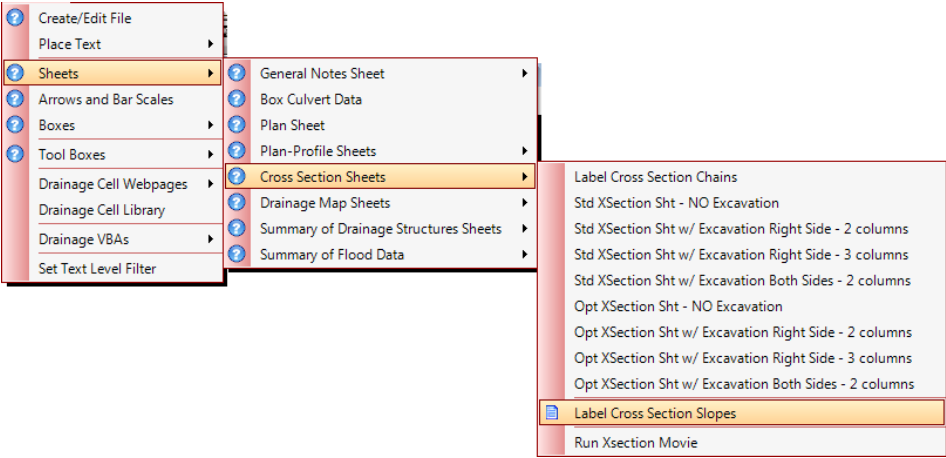 Create/Edit File
Place Text
Sheets
Arrows and Bar Scales
Boxes
Tool Boxes
Drainage Cell Webpages
Drainage Cell Library
Drainage VBAs
Set Text Level Filter
General Notes Sheet
Box Culvert Data
Plan Sheet
Plan-Profile Sheets
Cross Section Sheets
Drainage Map Sheets
Summary of Drainage Structures Sheets
Summary of Flood Data
Label Cross Section Chains
Std XSection Sht - NO Excavation
Std XSection Sht w/ Excavation Right Side - 2 columns
Std XSection Sht w/ Excavation Right Side - 3 columns
Std XSection Sht w/ Excavation Both Sides - 2 columns
Opt XSection Sht - NO Excavation
Opt XSection Sht w/ Excavation Right Side - 2 columns
Opt XSection Sht w/ Excavation Right Side - 3 columns
Opt XSection Sht w/ Excavation Both Sides - 2 columns
Label Cross Section Slopes
Run Xsection Movie